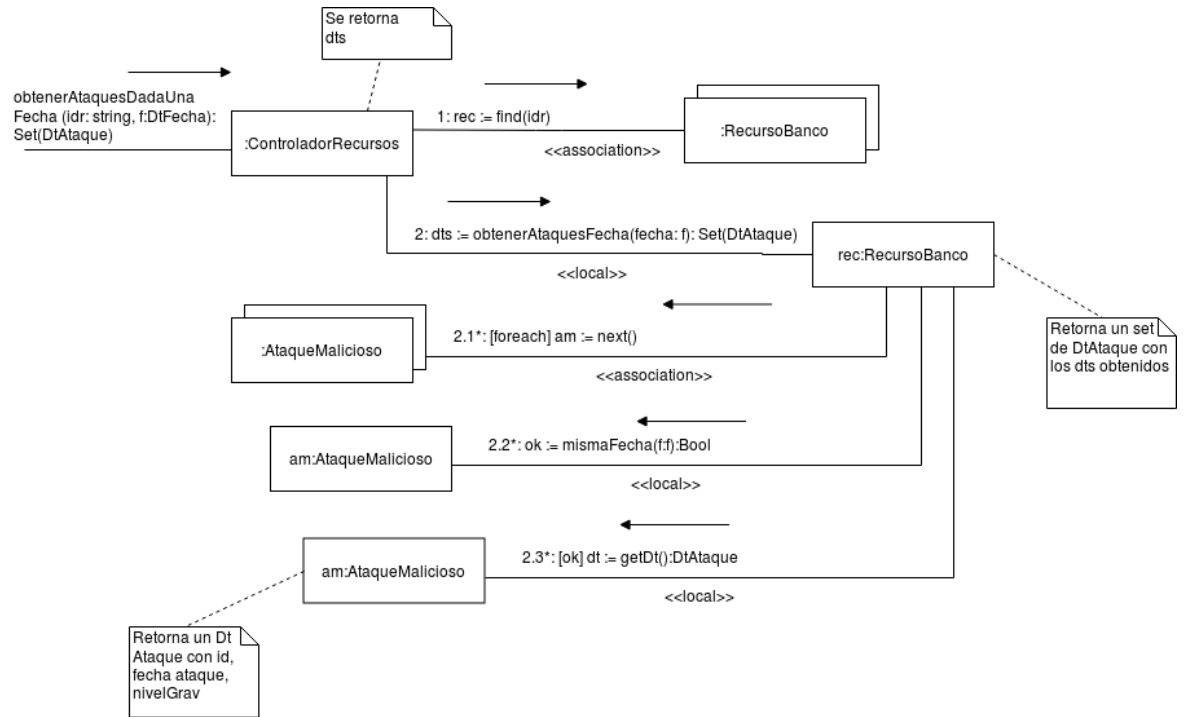 Se retorna
dts
obtenerAtaquesDadaUna
Fecha (idr: string, f:DtFecha):
Set(DtAtaque)
:ControladorRecursos
1: rec := find(idr)
<<association>>
:RecursoBanco
2: dts := obtenerAtaquesFecha(fecha: f): Set(DtAtaque)
<<local>>
rec:RecursoBanco
Retorna un set
de DtAtaque con
los dts obtenidos
:AtaqueMalicioso
2.1*: [foreach] am := next()
<<association>>
am:AtaqueMalicioso
2.2*: ok := mismaFecha(f:f):Bool
<<local>>
am:AtaqueMalicioso
2.3*: [ok] dt := getDt():DtAtaque
<<local>>
Retorna un Dt
Ataque con id,
fecha ataque,
nivelGrav